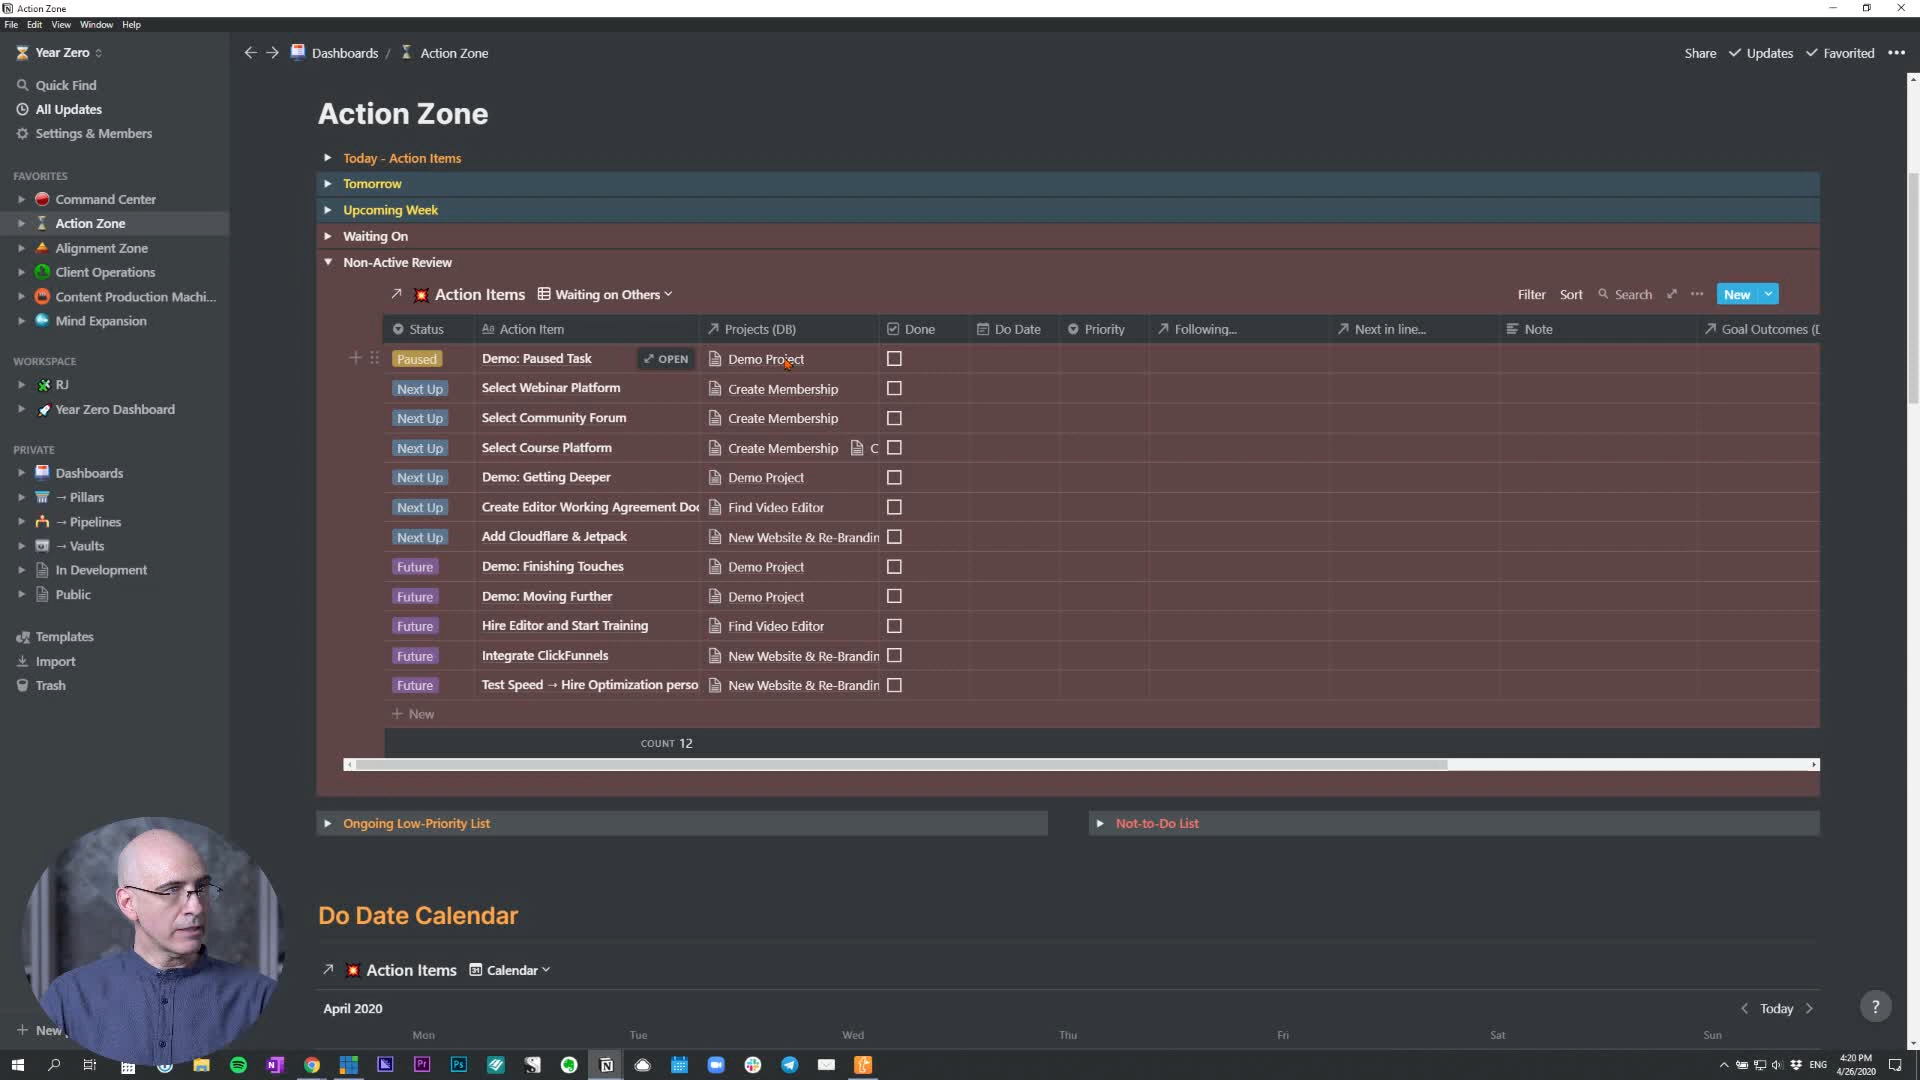 Action Zone
File Edit View Window Help
Year Zero
Dashboards / Action Zone
Share Updates Favorited
Quick Find
All Updates
Settings & Members
FAVORITES
Command Center
Action Zone
Alignment Zone
Client Operations
Content Production Machi...
Mind Expansion
WORKSPACE
RJ
Year Zero Dashboard
PRIVATE
Dashboards
→ Pillars
→ Pipelines
→ Vaults
In Development
Public
Templates
Import
Trash
+ New
Action Zone
Today - Action Items
Tomorrow
Upcoming Week
Waiting On
Non-Active Review
Action Items Waiting on Others
Filter Sort Search New
Status Action Item Projects (DB) Done Do Date Priority Following... Next in line... Note Goal Outcomes (D
Paused Demo: Paused Task OPEN Demo Project
Next Up Select Webinar Platform Create Membership
Next Up Select Community Forum Create Membership
Next Up Select Course Platform Create Membership C
Next Up Demo: Getting Deeper Demo Project
Next Up Create Editor Working Agreement Doc Find Video Editor
Next Up Add Cloudflare & Jetpack New Website & Re-Brandin
Future Demo: Finishing Touches Demo Project
Future Demo: Moving Further Demo Project
Future Hire Editor and Start Training Find Video Editor
Future Integrate ClickFunnels New Website & Re-Brandin
Future Test Speed → Hire Optimization perso New Website & Re-Brandin
+ New
COUNT 12
Ongoing Low-Priority List
Not-to-Do List
Do Date Calendar
Action Items Calendar
April 2020
Today
Mon Tue Wed Thu Fri Sat Sun
?
ENG
4:20 PM
4/26/2020